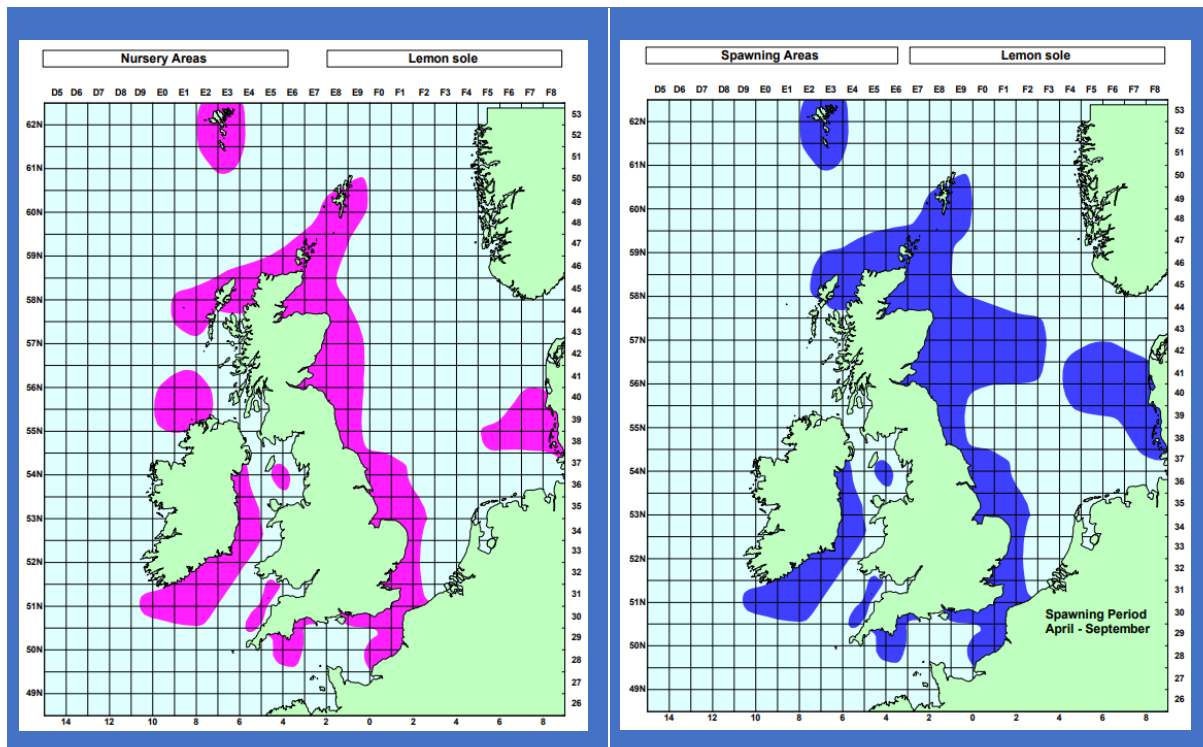 Nursery Areas
Lemon sole
D5 D6 D7 D8 D9 E0 E1 E2 E3 E4 E5 E6 E7 E8 E9 F0 F1 F2 F3 F4 F5 F6 F7 F8
62N
61N
60N
59N
58N
57N
56N
55N
54N
53N
52N
51N
50N
49N
53
52
51
50
49
48
47
46
45
44
43
42
41
40
39
38
37
36
35
34
33
32
31
30
29
28
27
26
14 12 10 8 6 4 2 0 2 4 6 8
Spawning Areas
Lemon sole
D5 D6 D7 D8 D9 E0 E1 E2 E3 E4 E5 E6 E7 E8 E9 F0 F1 F2 F3 F4 F5 F6 F7 F8
62N
61N
60N
59N
58N
57N
56N
55N
54N
53N
52N
51N
50N
49N
53
52
51
50
49
48
47
46
45
44
43
42
41
40
39
38
37
36
35
34
33
32
31
30
29
28
27
26
Spawning Period
April - September
14 12 10 8 6 4 2 0 2 4 6 8